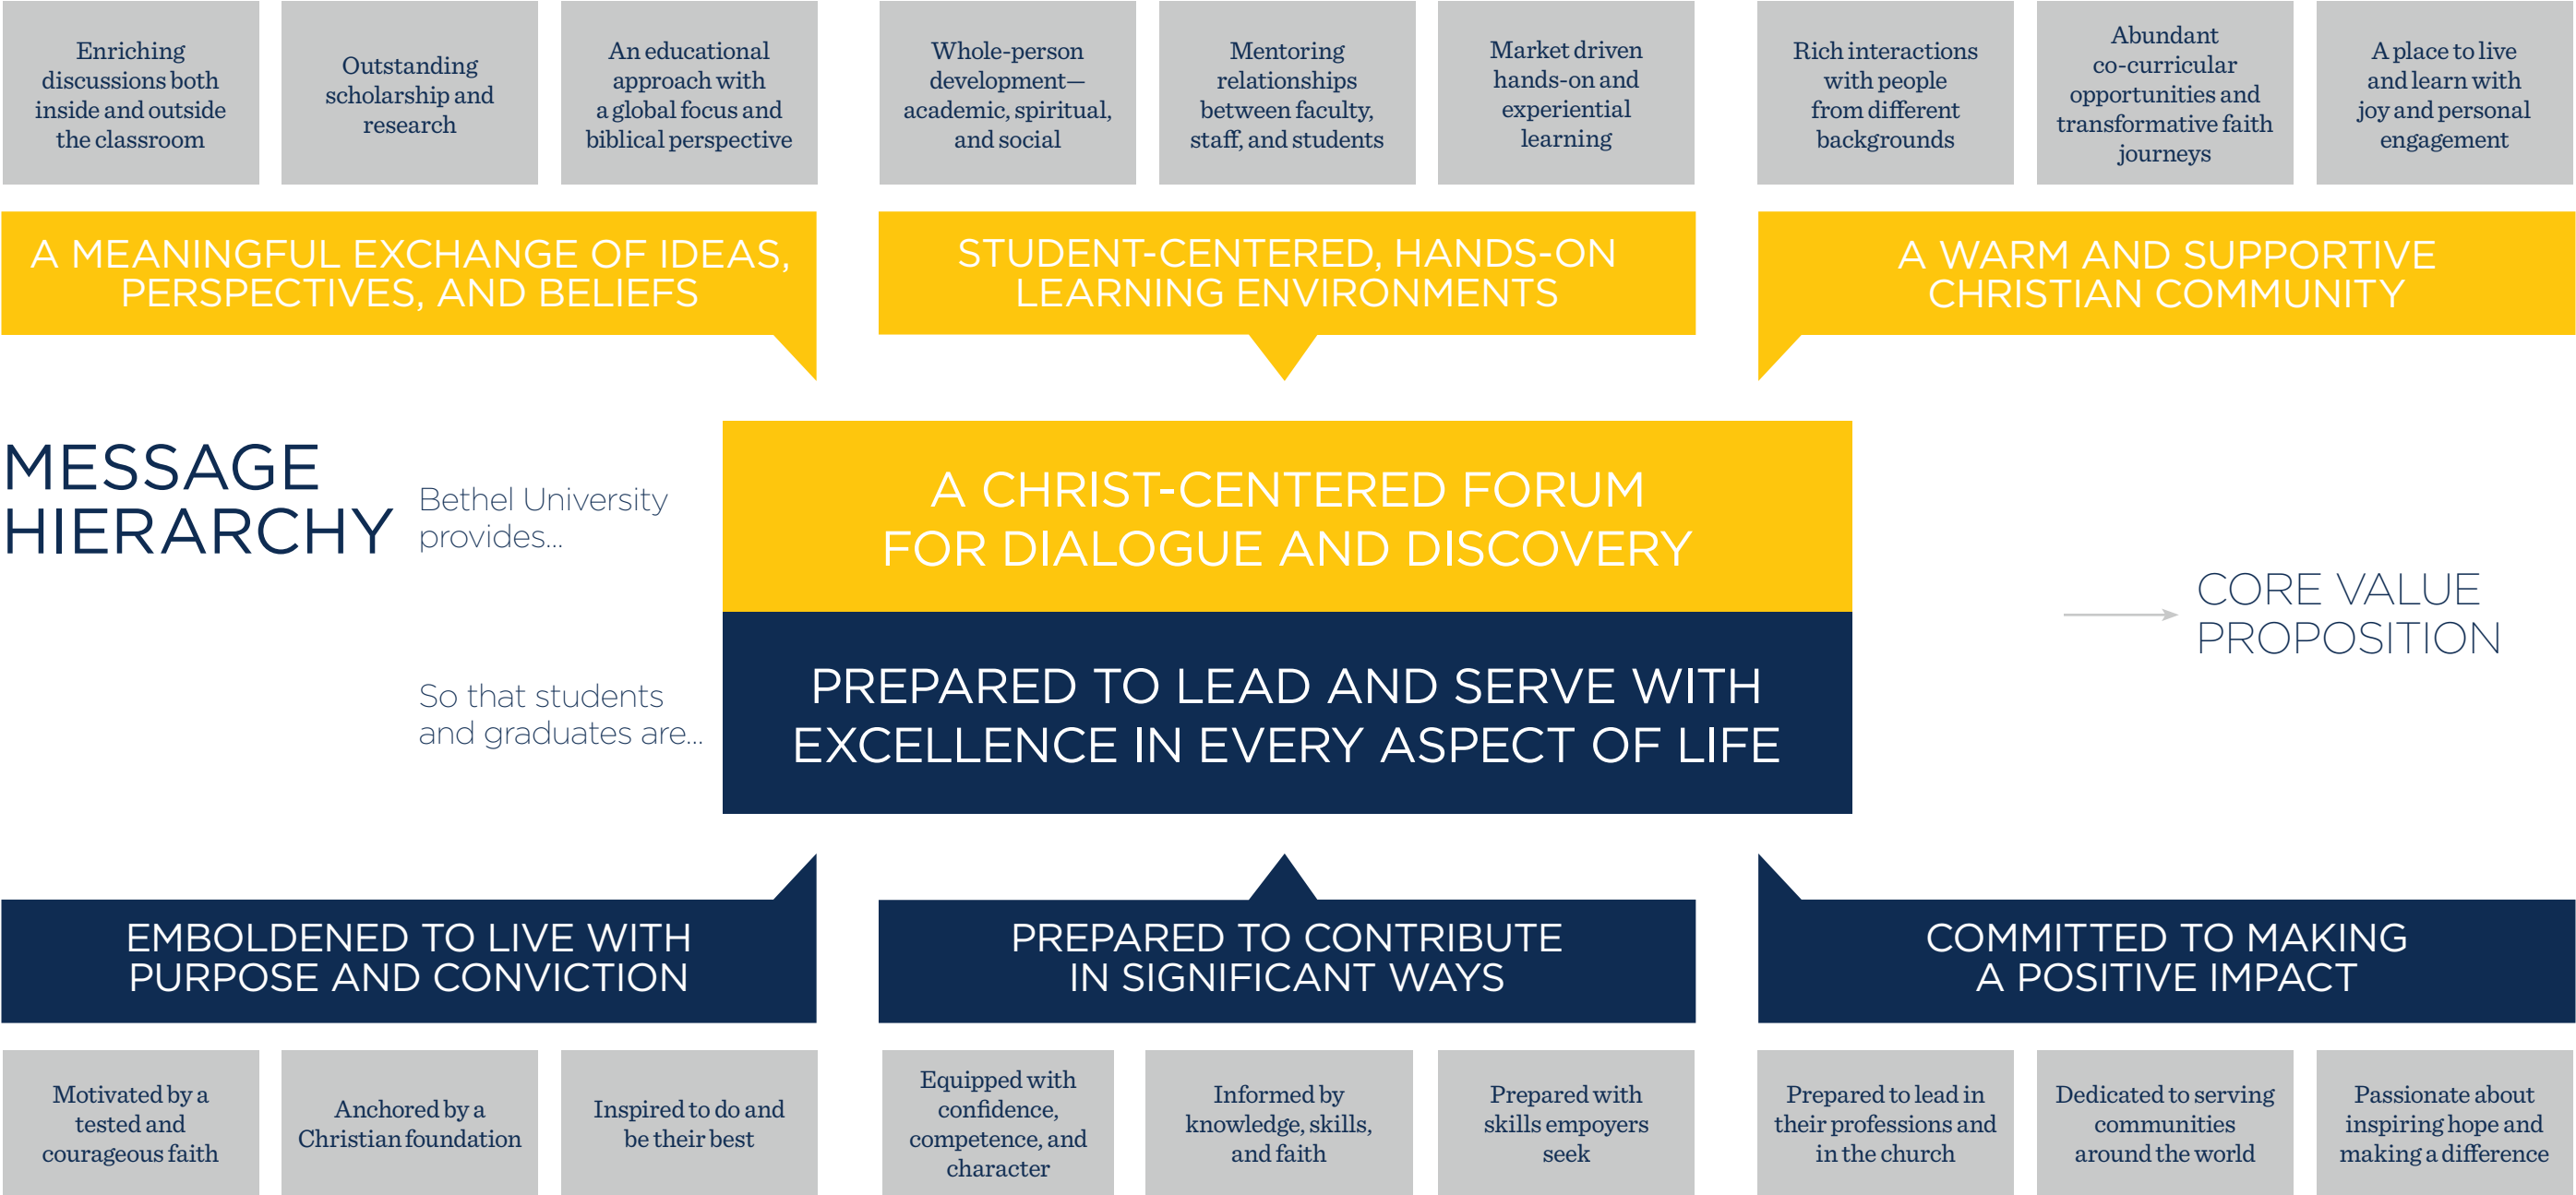 Enriching
discussions both
inside and outside
the classroom
Outstanding
scholarship and
research
An educational
approach with
a global focus and
biblical perspective
Whole-person
development—
academic, spiritual,
and social
Mentoring
relationships
between faculty,
staff, and students
Market driven
hands-on and
experiential
learning
Rich interactions
with people
from different
backgrounds
Abundant
co-curricular
opportunities and
transformative faith
journeys
A place to live
and learn with
joy and personal
engagement
A MEANINGFUL EXCHANGE OF IDEAS,
PERSPECTIVES, AND BELIEFS
STUDENT-CENTERED, HANDS-ON
LEARNING ENVIRONMENTS
A WARM AND SUPPORTIVE
CHRISTIAN COMMUNITY
MESSAGE
HIERARCHY
Bethel University
provides...
A CHRIST-CENTERED FORUM
FOR DIALOGUE AND DISCOVERY
So that students
and graduates are...
PREPARED TO LEAD AND SERVE WITH
EXCELLENCE IN EVERY ASPECT OF LIFE
CORE VALUE
PROPOSITION
EMBOLDENED TO LIVE WITH
PURPOSE AND CONVICTION
PREPARED TO CONTRIBUTE
IN SIGNIFICANT WAYS
COMMITTED TO MAKING
A POSITIVE IMPACT
Motivated by a
tested and
courageous faith
Anchored by a
Christian foundation
Inspired to do and
be their best
Equipped with
confidence,
competence, and
character
Informed by
knowledge, skills,
and faith
Prepared with
skills empoyers
seek
Prepared to lead in
their professions and
in the church
Dedicated to serving
communities
around the world
Passionate about
inspiring hope and
making a difference